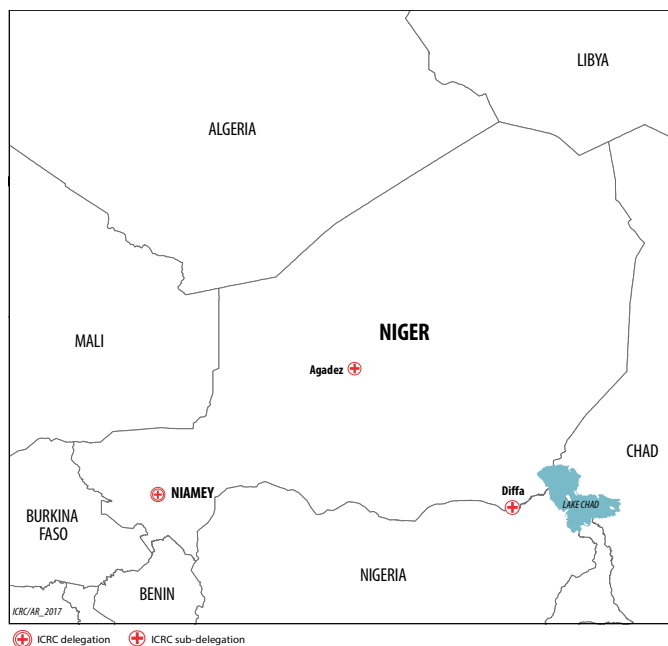 LIBYA
ALGERIA
NIGER
MALI
Agadez
CHAD
NIAMEY
Diffa
LAKE CHAD
BURKINA
FASO
NIGERIA
BENIN
ICRC/AR_2017
ICRC delegation ICRC sub-delegation